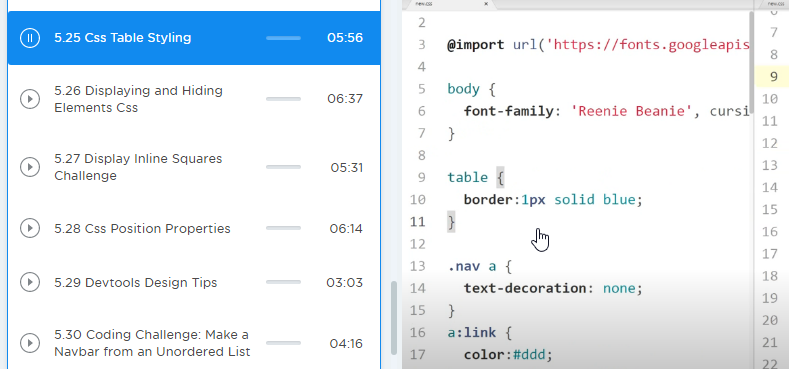 5.25 Css Table Styling
05:56
5.26 Displaying and Hiding
Elements Css
06:37
5.27 Display Inline Squares
Challenge
05:31
5.28 Css Position Properties
06:14
5.29 Devtools Design Tips
03:03
5.30 Coding Challenge: Make a
Navbar from an Unordered List
04:16
2
3 @import url('https://fonts.googleapis
4
5 body {
6 font-family: 'Reenie Beanie', cursi
7 }
8
9 table {
10 border:1px solid blue;
11 }
12
13 .nav a {
14 text-decoration: none;
15 }
16 a:link {
17 color:#ddd;
7
8
9
10
11
12
13
14
15
16
17
18
19
20
21
22